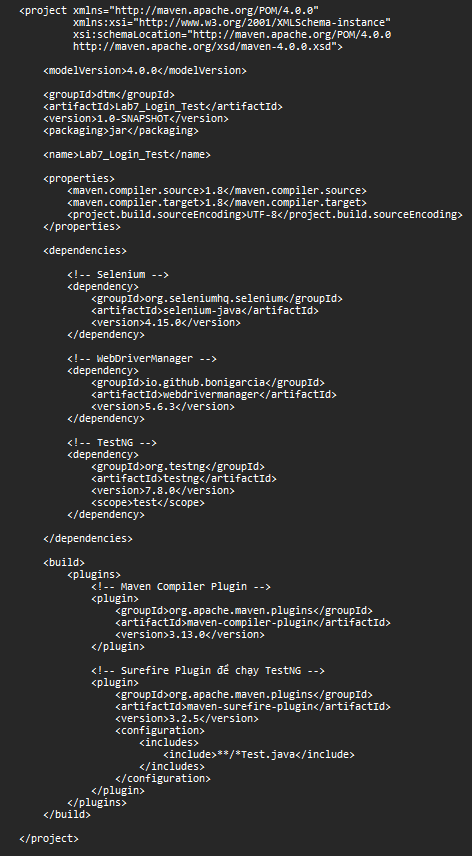 <project xmlns="http://maven.apache.org/POM/4.0.0"
         xmlns:xsi="http://www.w3.org/2001/XMLSchema-instance"
         xsi:schemaLocation="http://maven.apache.org/POM/4.0.0
         http://maven.apache.org/xsd/maven-4.0.0.xsd">

    <modelVersion>4.0.0</modelVersion>

    <groupId>dtm</groupId>
    <artifactId>Lab7_Login_Test</artifactId>
    <version>1.0-SNAPSHOT</version>
    <packaging>jar</packaging>

    <name>Lab7_Login_Test</name>

    <properties>
        <maven.compiler.source>1.8</maven.compiler.source>
        <maven.compiler.target>1.8</maven.compiler.target>
        <project.build.sourceEncoding>UTF-8</project.build.sourceEncoding>
    </properties>

    <dependencies>

        <!-- Selenium -->
        <dependency>
            <groupId>org.seleniumhq.selenium</groupId>
            <artifactId>selenium-java</artifactId>
            <version>4.15.0</version>
        </dependency>

        <!-- WebDriverManager -->
        <dependency>
            <groupId>io.github.bonigarcia</groupId>
            <artifactId>webdrivermanager</artifactId>
            <version>5.6.3</version>
        </dependency>

        <!-- TestNG -->
        <dependency>
            <groupId>org.testng</groupId>
            <artifactId>testng</artifactId>
            <version>7.8.0</version>
            <scope>test</scope>
        </dependency>

    </dependencies>

    <build>
        <plugins>
            <!-- Maven Compiler Plugin -->
            <plugin>
                <groupId>org.apache.maven.plugins</groupId>
                <artifactId>maven-compiler-plugin</artifactId>
                <version>3.13.0</version>
            </plugin>

            <!-- Surefire Plugin để chạy TestNG -->
            <plugin>
                <groupId>org.apache.maven.plugins</groupId>
                <artifactId>maven-surefire-plugin</artifactId>
                <version>3.2.5</version>
                <configuration>
                    <includes>
                        <include>**/*Test.java</include>
                    </includes>
                </configuration>
            </plugin>
        </plugins>
    </build>

</project>